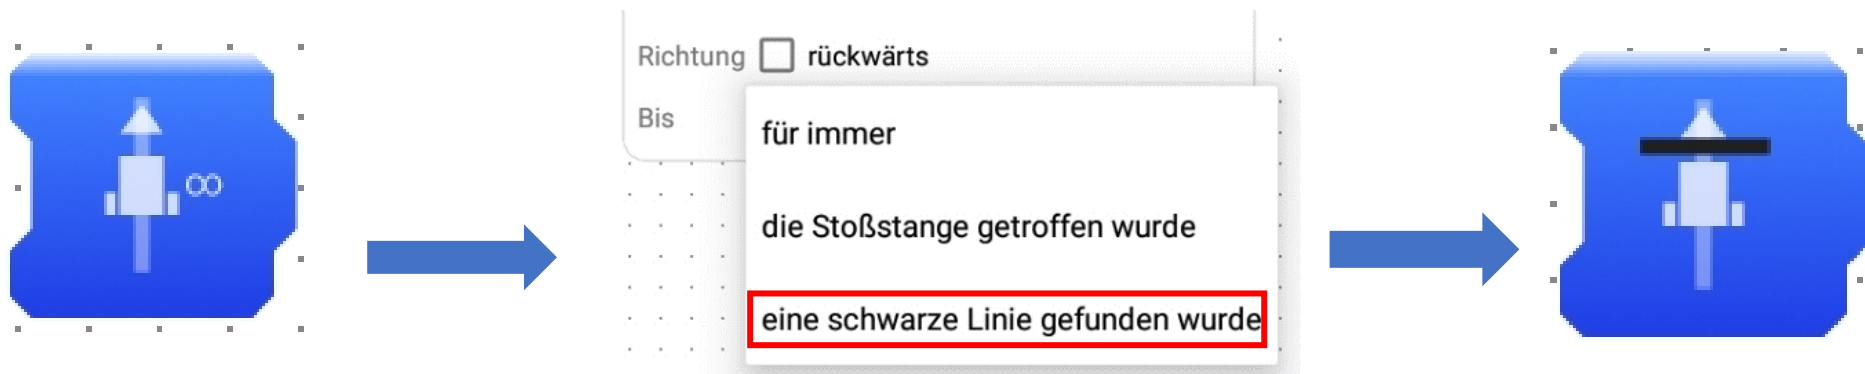 ∞
Richtung rückwärts
Bis
für immer
die Stoßstange getroffen wurde
eine schwarze Linie gefunden wurde